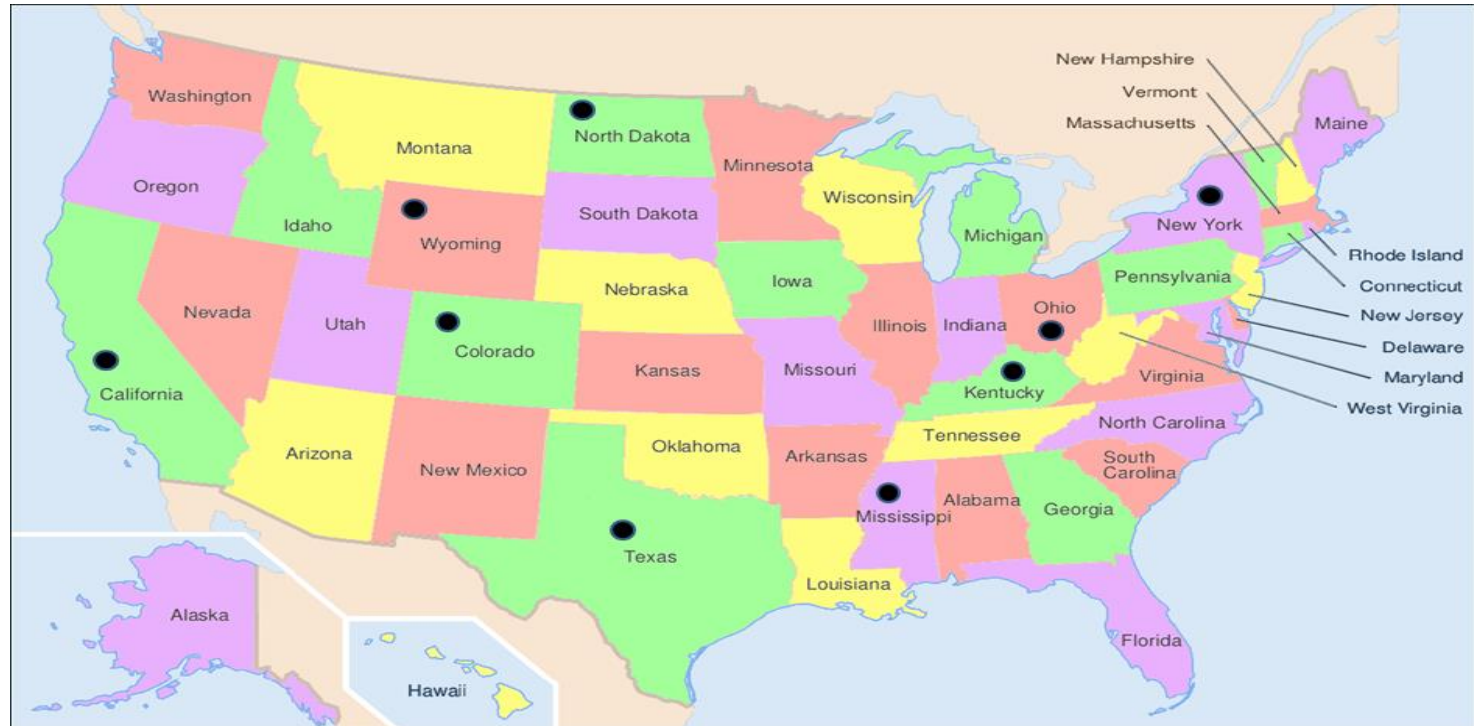 New Hampshire
Vermont
Massachusetts
Washington
Maine
North Dakota
Montana
Minnesota
Oregon
Wisconsin
South Dakota
Idaho
New York
Michigan
Wyoming
Rhode Island
Pennsylvania
Iowa
Connecticut
Nebraska
Ohio
Nevada
New Jersey
Utah
Illinois
Indiana
Colorado
Delaware
Kansas
Missouri
Maryland
Virginia
California
Kentucky
West Virginia
North Carolina
Tennessee
Oklahoma
Arizona
Arkansas
South
Carolina
New Mexico
Alabama
Georgia
Mississippi
Texas
Louisiana
Alaska
Florida
Hawaii